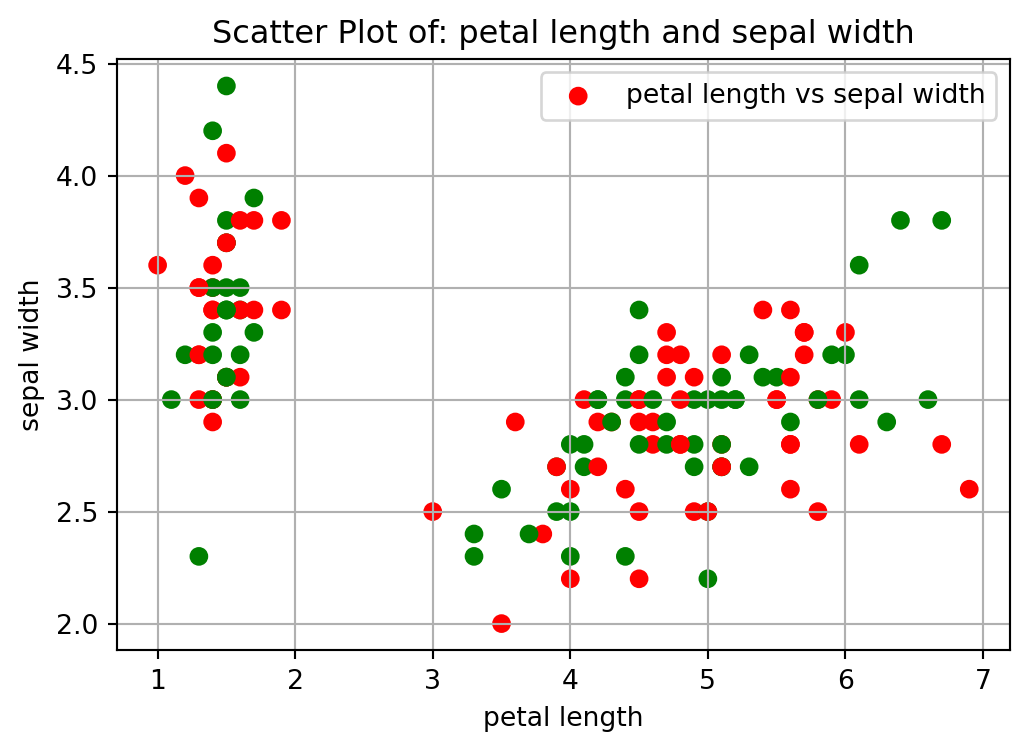 Scatter Plot of: petal length and sepal width
petal length vs sepal width
4.5
4.0
3.5
3.0
2.5
2.0
sepal width
1 2 3 4 5 6 7
petal length